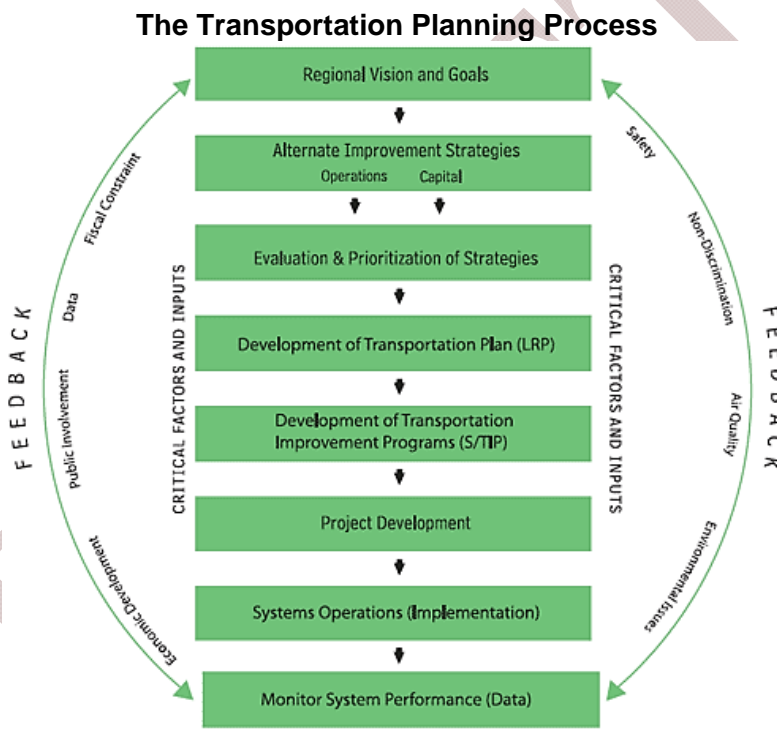 The Transportation Planning Process
Regional Vision and Goals
Alternate Improvement Strategies
Operations Capital
Evaluation & Prioritization of Strategies
Development of Transportation Plan (LRP)
Development of Transportation
Improvement Programs (S/TIP)
Project Development
Systems Operations (Implementation)
Monitor System Performance (Data)
FEEDBACK
Fiscal Constraint
Data
Public Involvement
Economic Development
CRITICAL FACTORS AND INPUTS
CRITICAL FACTORS AND INPUTS
Safety
Non-Discrimination
Air Quality
Environmental Issues
FEEDBACK